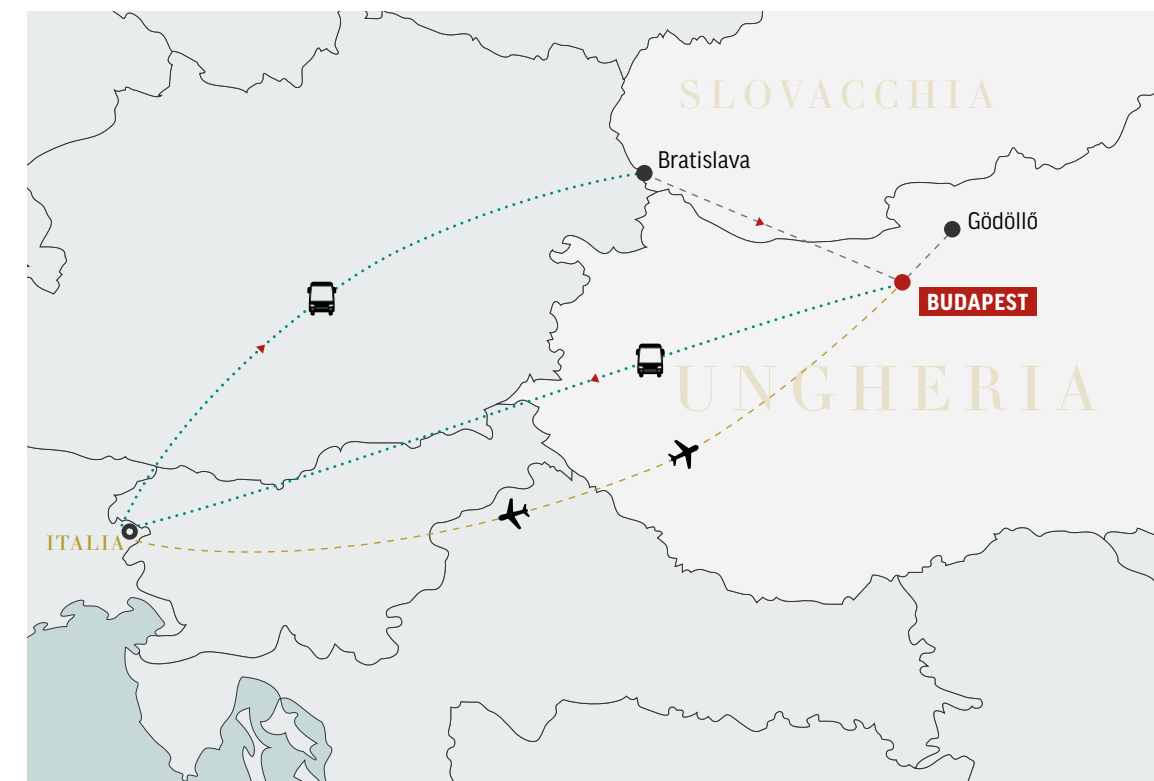 SLOVACCHIA
Bratislava
Gödöllő
BUDAPEST
UNGHERIA
ITALIA